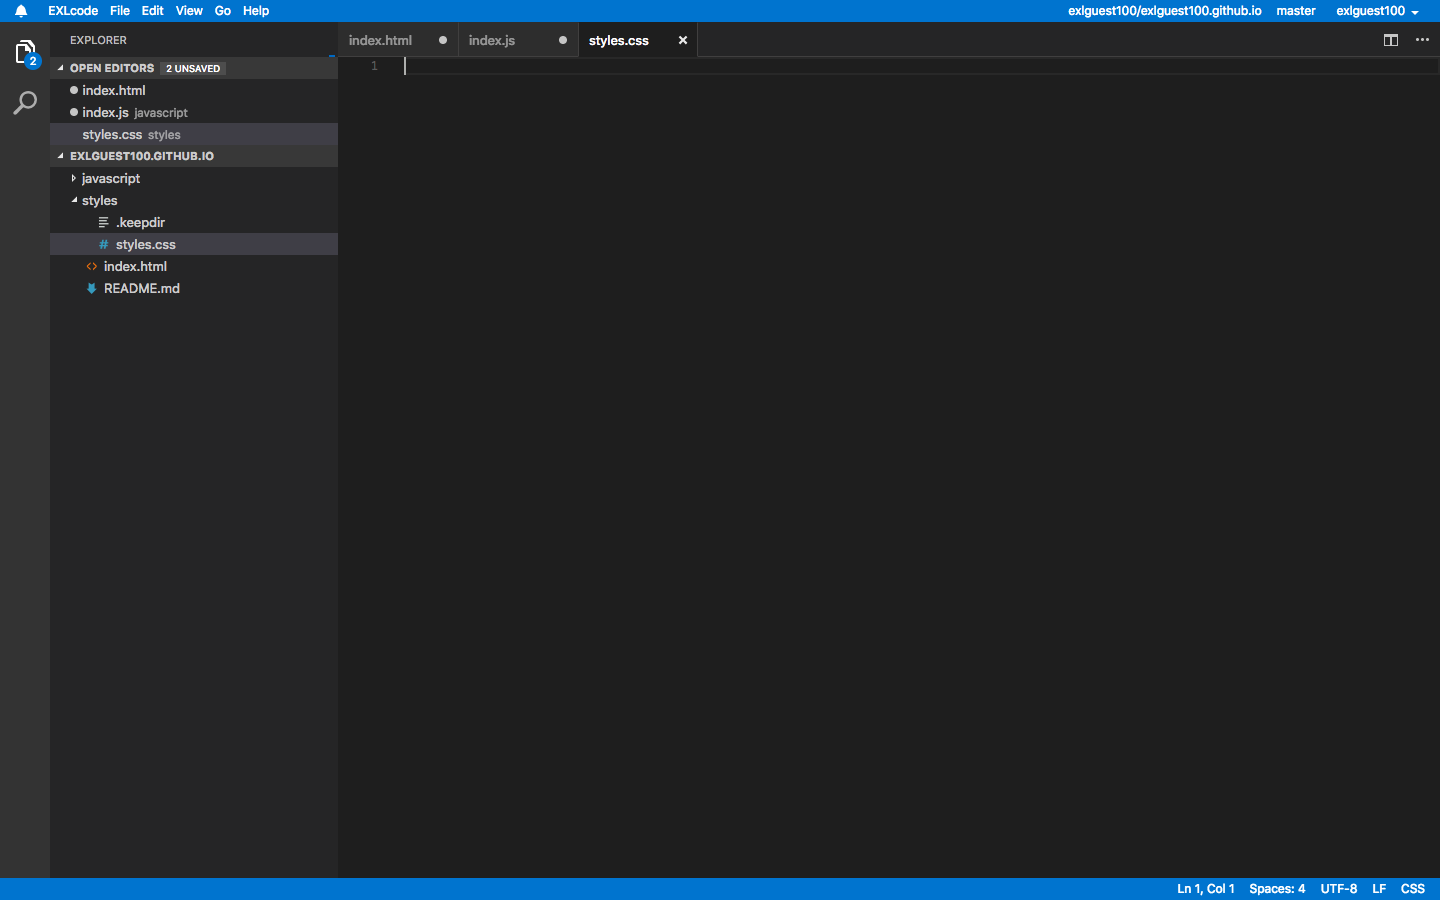 EXLcode File Edit View Go Help exlguest100/exlguest100.github.io master exlguest100
EXPLORER
index.html index.js styles.css
2
OPEN EDITORS 2 UNSAVED
index.html
index.js javascript
styles.css styles
EXLGUEST100.GITHUB.IO
javascript
styles
.keepdir
# styles.css
<> index.html
README.md
1
Ln 1, Col 1 Spaces: 4 UTF-8 LF CSS